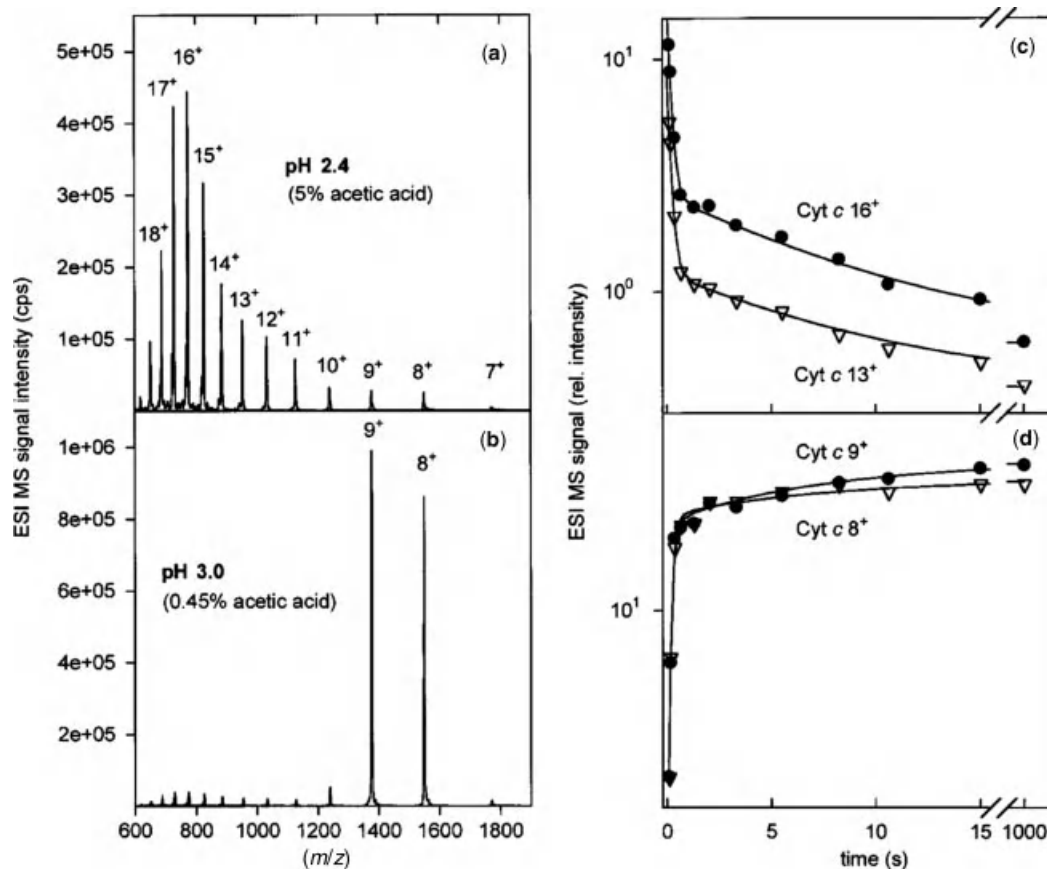 (a)
5e+05
4e+05
3e+05
2e+05
1e+05
18+
17+
16+
15+
14+
13+
12+
11+
10+
9+
8+
7+
pH 2.4
(5% acetic acid)
ESI MS signal intensity (cps)
(b)
1e+06
8e+05
6e+05
4e+05
2e+05
9+
8+
pH 3.0
(0.45% acetic acid)
600 800 1000 1200 1400 1600 1800
(m/z)
(c)
10¹
10⁰
Cyt c 16+
Cyt c 13+
ESI MS signal (rel. intensity)
(d)
Cyt c 9+
Cyt c 8+
10¹
0 5 10 15 1000
time (s)